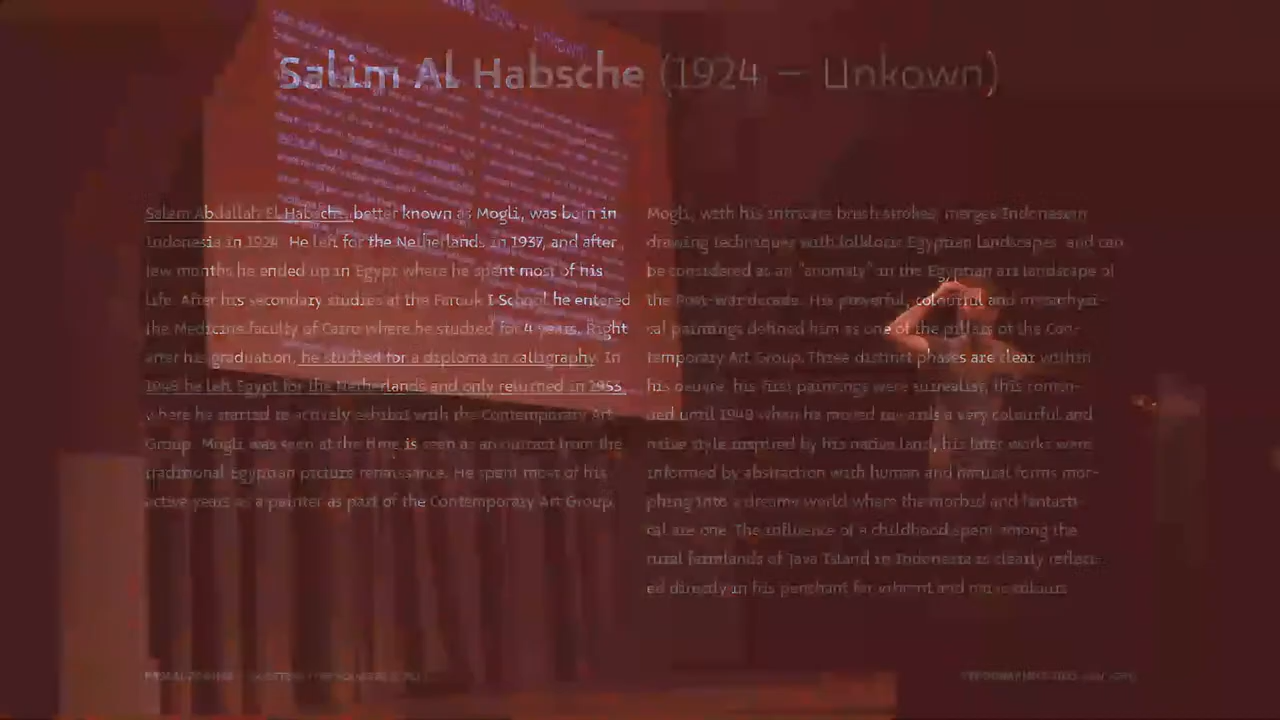 Salim Al Habsche (1924 – Unkown)
Salam Abdallah El Habsche, better known as Mogli, was born in
Indonesia in 1924. He left for the Netherlands in 1937, and after
few months he ended up in Egypt where he spent most of his
life. After his secondary studies at the Farouk I School he entered
the Medicine faculty of Cairo where he studied for 4 years. Right
after his graduation, he studied for a diploma in calligraphy. In
1948 he left Egypt for the Netherlands and only returned in 1955
where he started to actively exhibit with the Contemporary Art
Group. Mogli was seen at the time is seen as an outcast from the
traditional Egyptian picture renaissance. He spent most of his
active years as a painter as part of the Contemporary Art Group.
Mogli, with his intricate brush strokes, merges Indonesian
drawing techniques with folkloric Egyptian landscapes, and can
be considered as an "anomaly" in the Egyptian art landscape of
the Post-war decade. His powerful, colourful and metaphysi-
cal paintings defined him as one of the pillars of the Con-
temporary Art Group. Three distinct phases are clear within
his oeuvre: his first paintings were surrealist, this contin-
ued until 1949 when he moved towards a very colourful and
naive style inspired by his native land, his later works were
informed by abstraction with human and natural forms mor-
phing into a dreamy world where the morbid and fantasti-
cal are one. The influence of a childhood spent among the
rural farmlands of Java Island in Indonesia is clearly reflect-
ed directly in his penchant for vibrant and naive colours.